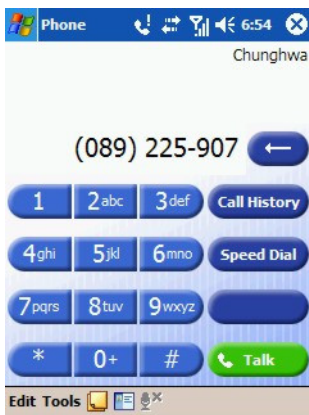 Phone 6:54
Chunghwa
(089) 225-907
1 2abc 3def Call History
4ghi 5jkl 6mno Speed Dial
7pqrs 8tuv 9wxyz
* 0+ # Talk
Edit Tools